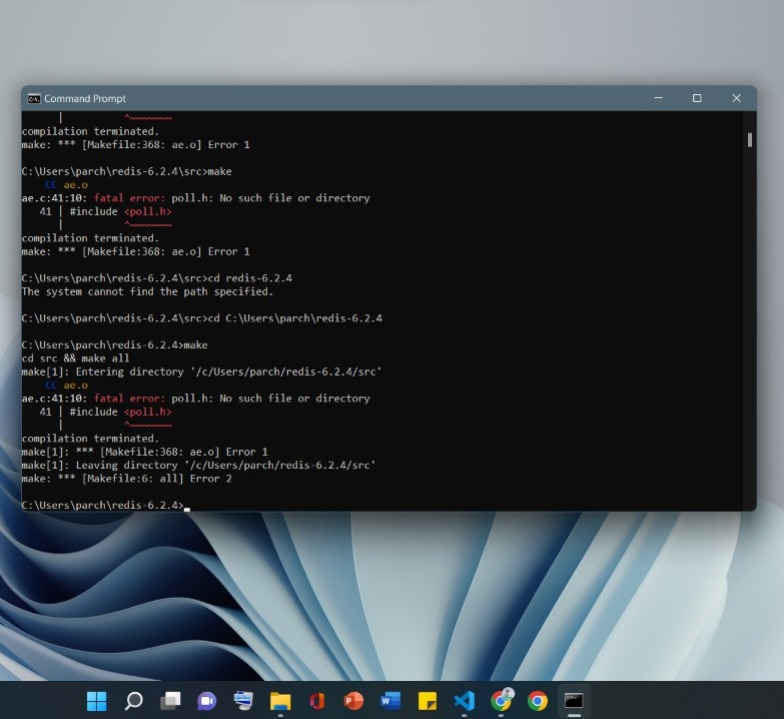 Command Prompt
compilation terminated.
make: *** [Makefile:368: ae.o] Error 1
C:\Users\parch\redis-6.2.4\src>make
CC ae.o
ae.c:41:10: fatal error: poll.h: No such file or directory
41 | #include <poll.h>
| ^~~~~~~~
compilation terminated.
make: *** [Makefile:368: ae.o] Error 1
C:\Users\parch\redis-6.2.4\src>cd redis-6.2.4
The system cannot find the path specified.
C:\Users\parch\redis-6.2.4\src>cd C:\Users\parch\redis-6.2.4
C:\Users\parch\redis-6.2.4>make
cd src && make all
make[1]: Entering directory '/c/Users/parch/redis-6.2.4/src'
CC ae.o
ae.c:41:10: fatal error: poll.h: No such file or directory
41 | #include <poll.h>
| ^~~~~~~~
compilation terminated.
make[1]: *** [Makefile:368: ae.o] Error 1
make[1]: Leaving directory '/c/Users/parch/redis-6.2.4/src'
make: *** [Makefile:6: all] Error 2
C:\Users\parch\redis-6.2.4>